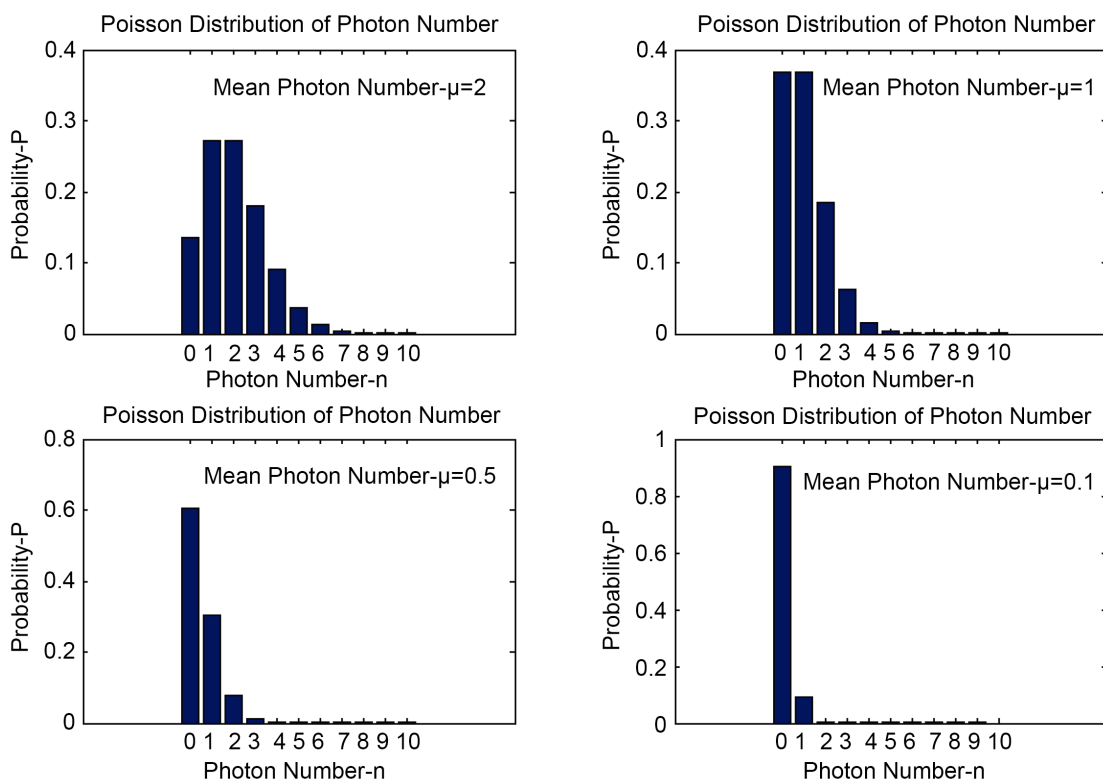 Poisson Distribution of Photon Number
0.4
0.3
0.2
0.1
0
Probability-P
Mean Photon Number-μ=2
0 1 2 3 4 5 6 7 8 9 10
Photon Number-n
Poisson Distribution of Photon Number
0.4
0.3
0.2
0.1
0
Probability-P
Mean Photon Number-μ=1
0 1 2 3 4 5 6 7 8 9 10
Photon Number-n
Poisson Distribution of Photon Number
0.8
0.6
0.4
0.2
0
Probability-P
Mean Photon Number-μ=0.5
0 1 2 3 4 5 6 7 8 9 10
Photon Number-n
Poisson Distribution of Photon Number
1
0.8
0.6
0.4
0.2
0
Probability-P
Mean Photon Number-μ=0.1
0 1 2 3 4 5 6 7 8 9 10
Photon Number-n